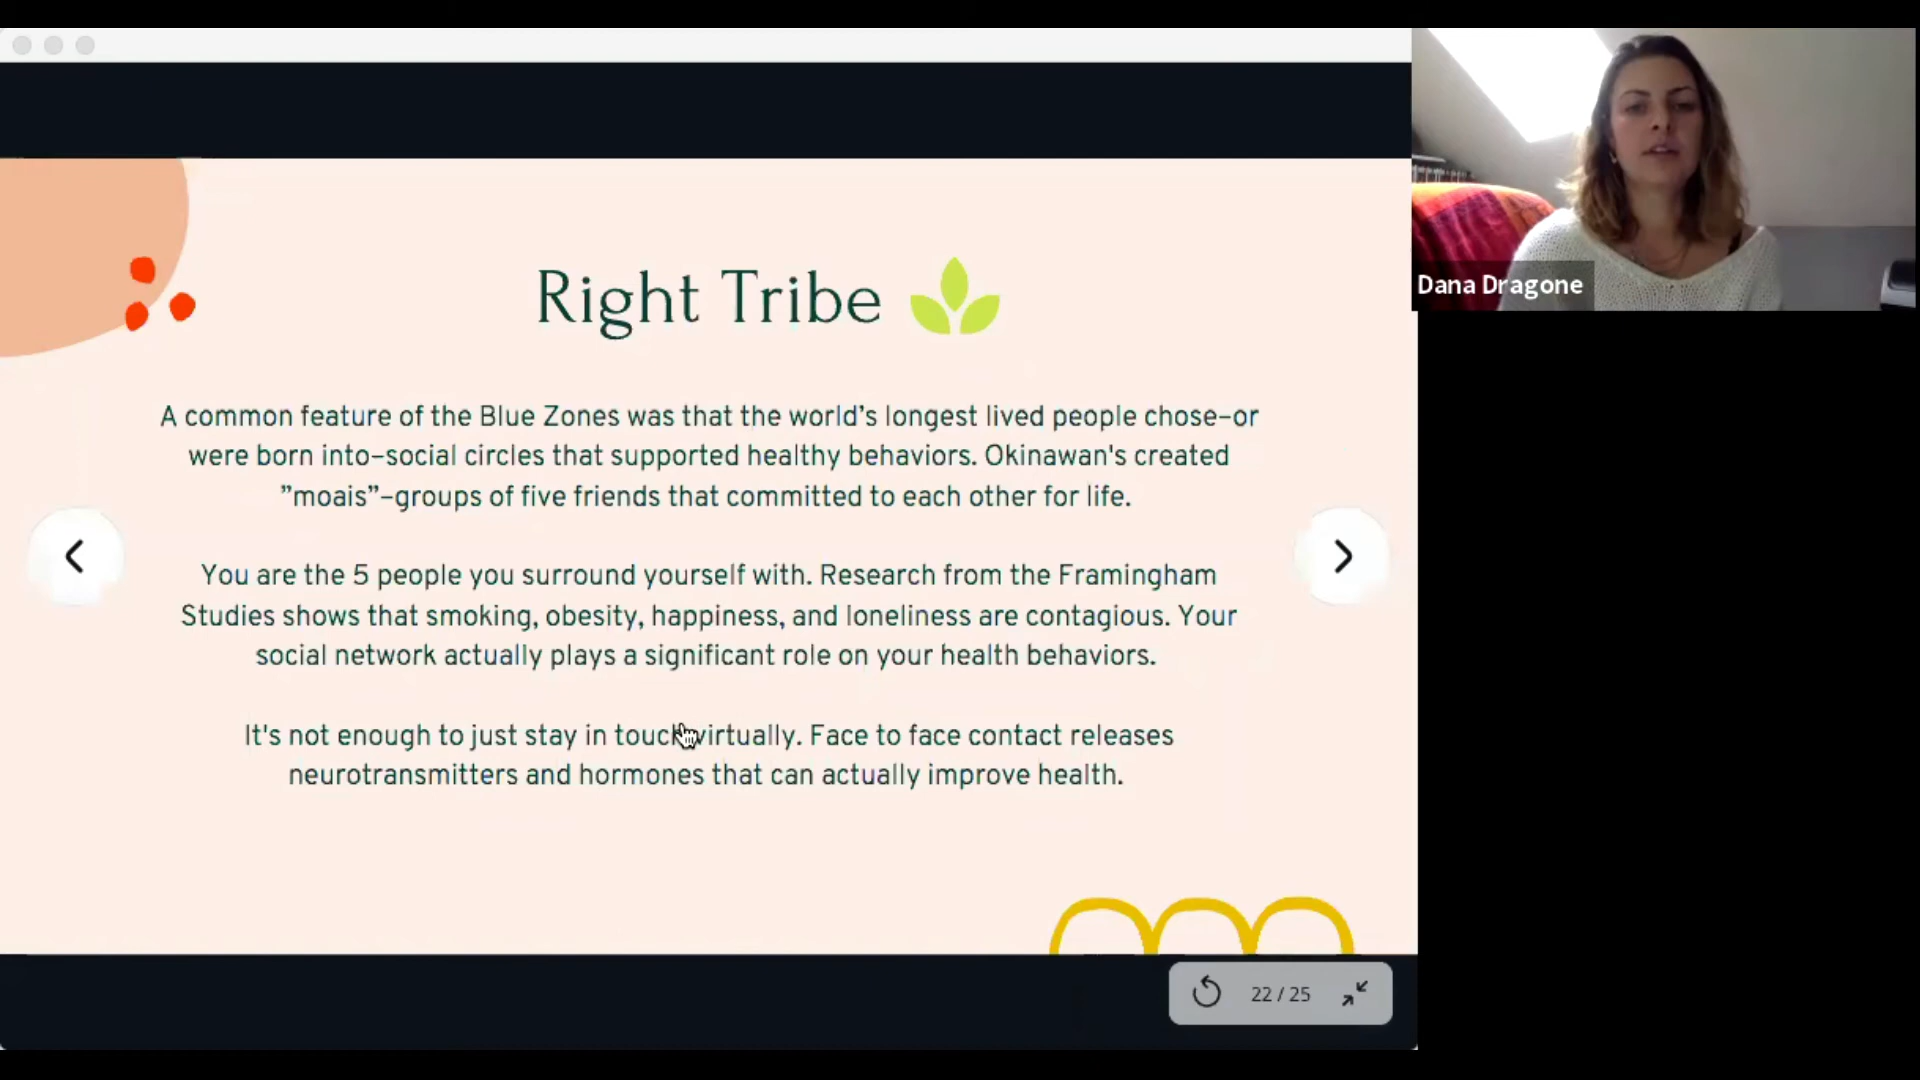 Right Tribe
A common feature of the Blue Zones was that the world's longest lived people chose–or
were born into–social circles that supported healthy behaviors. Okinawan's created
”moais”–groups of five friends that committed to each other for life.
You are the 5 people you surround yourself with. Research from the Framingham
Studies shows that smoking, obesity, happiness, and loneliness are contagious. Your
social network actually plays a significant role on your health behaviors.
It's not enough to just stay in touch virtually. Face to face contact releases
neurotransmitters and hormones that can actually improve health.
22 / 25
Dana Dragone